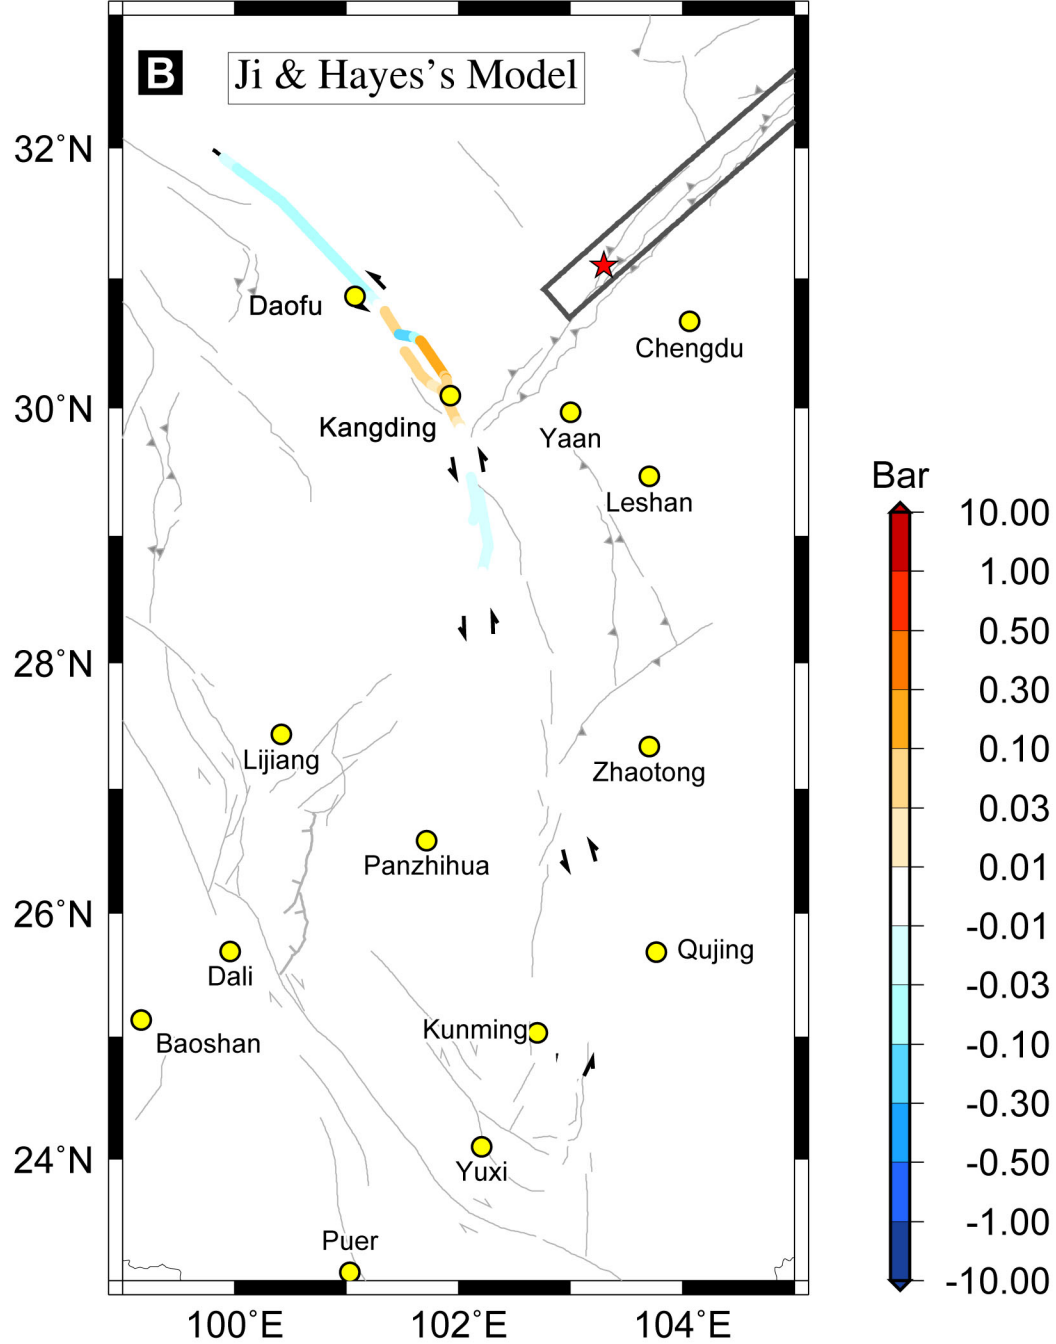 B
Ji & Hayes's Model
32°N
Daofu
Chengdu
30°N
Kangding
Yaan
Leshan
28°N
Lijiang
Zhaotong
Panzhihua
26°N
Dali
Qujing
Baoshan
Kunming
24°N
Yuxi
Puer
100°E
102°E
104°E
Bar
10.00
1.00
0.50
0.30
0.10
0.03
0.01
-0.01
-0.03
-0.10
-0.30
-0.50
-1.00
-10.00